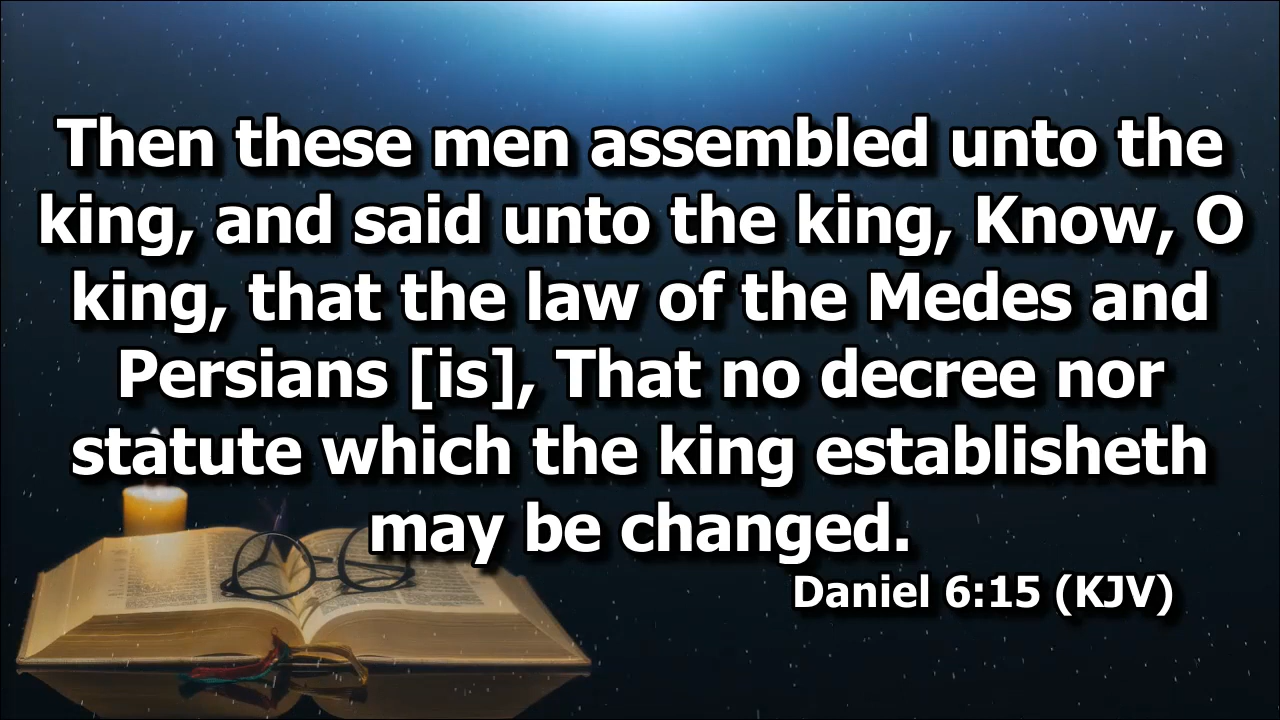 Then these men assembled unto the
king, and said unto the king, Know, O
king, that the law of the Medes and
Persians [is], That no decree nor
statute which the king establisheth
may be changed.
Daniel 6:15 (KJV)